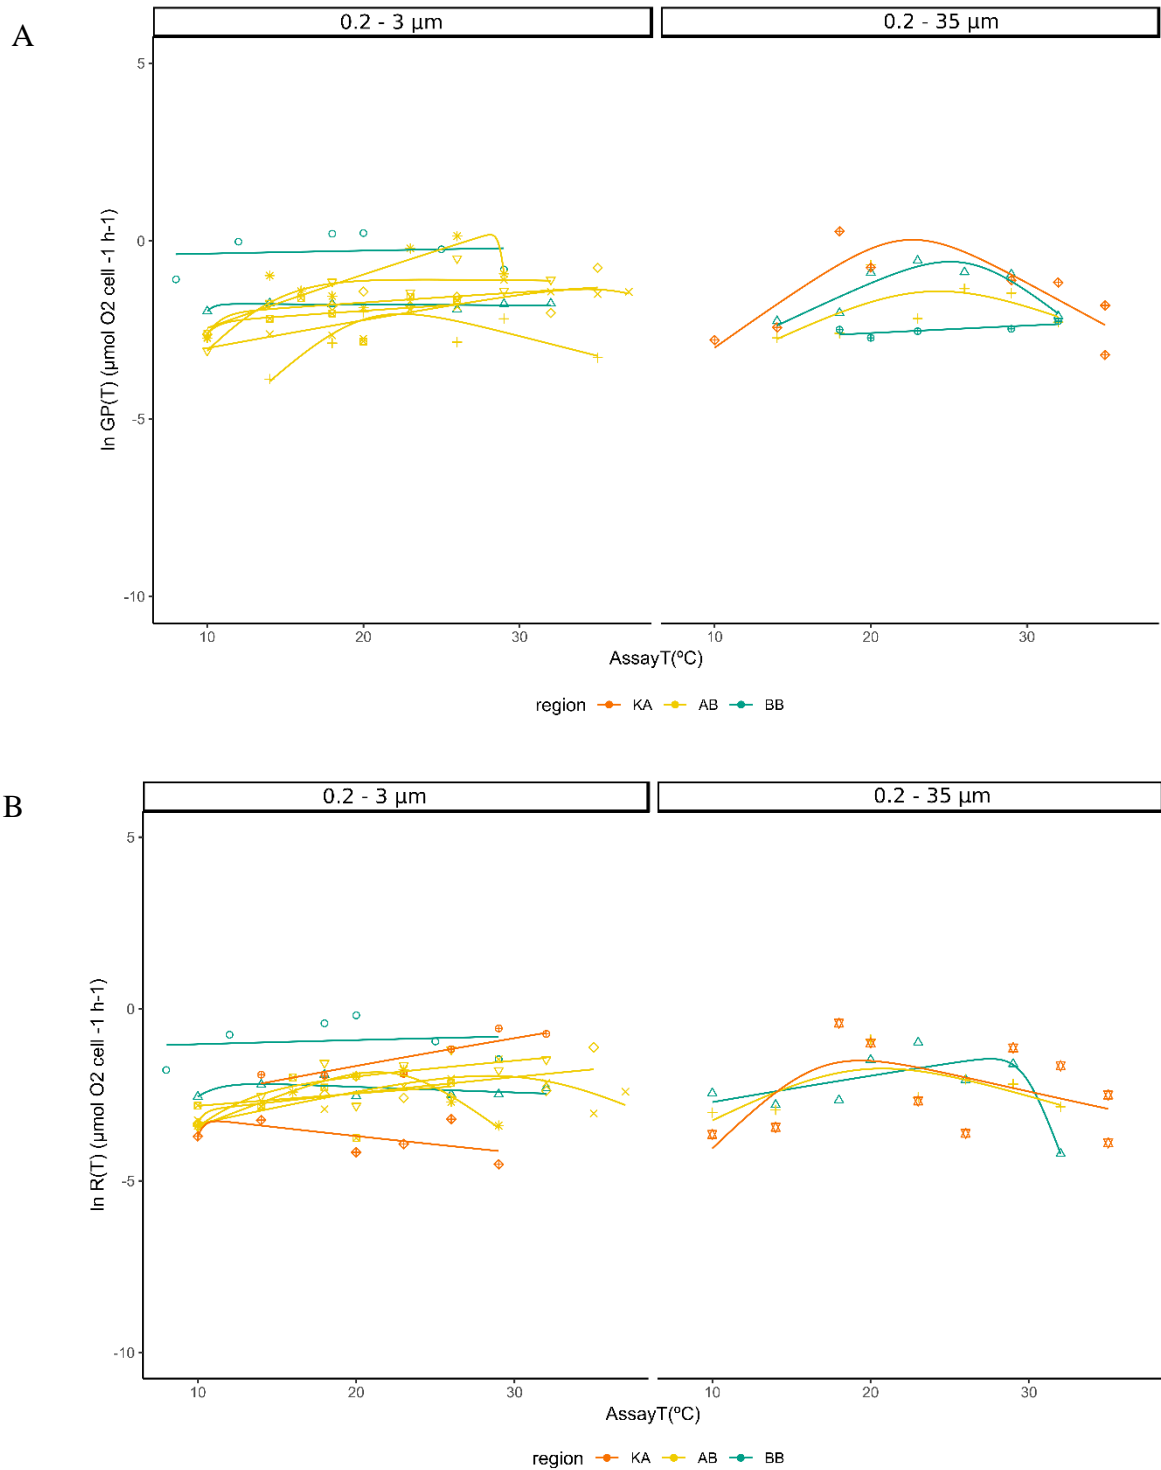 A
0.2 - 3 µm 0.2 - 35 µm
5
0
-5
-10
ln GP(T) (µmol O2 cell -1 h-1)
10 20 30 10 20 30
AssayT(ºC)
region KA AB BB
B
0.2 - 3 µm 0.2 - 35 µm
5
0
-5
-10
ln R(T) (µmol O2 cell -1 h-1)
10 20 30 10 20 30
AssayT(ºC)
region KA AB BB